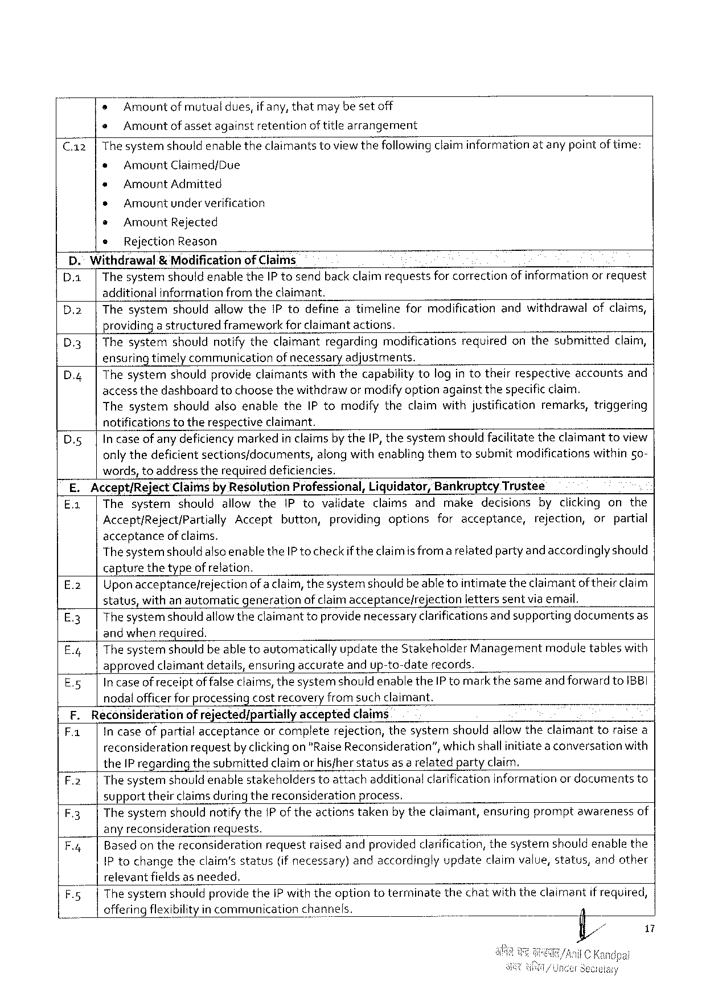 • Amount of mutual dues, if any, that may be set off
• Amount of asset against retention of title arrangement
C.12 The system should enable the claimants to view the following claim information at any point of time:
• Amount Claimed/Due
• Amount Admitted
• Amount under verification
• Amount Rejected
• Rejection Reason
D. Withdrawal & Modification of Claims
D.1 The system should enable the IP to send back claim requests for correction of information or request
additional information from the claimant.
D.2 The system should allow the IP to define a timeline for modification and withdrawal of claims,
providing a structured framework for claimant actions.
D.3 The system should notify the claimant regarding modifications required on the submitted claim,
ensuring timely communication of necessary adjustments.
D.4 The system should provide claimants with the capability to log in to their respective accounts and
access the dashboard to choose the withdraw or modify option against the specific claim.
The system should also enable the IP to modify the claim with justification remarks, triggering
notifications to the respective claimant.
D.5 In case of any deficiency marked in claims by the IP, the system should facilitate the claimant to view
only the deficient sections/documents, along with enabling them to submit modifications within 50-
words, to address the required deficiencies.
E. Accept/Reject Claims by Resolution Professional, Liquidator, Bankruptcy Trustee
E.1 The system should allow the IP to validate claims and make decisions by clicking on the
Accept/Reject/Partially Accept button, providing options for acceptance, rejection, or partial
acceptance of claims.
The system should also enable the IP to check if the claim is from a related party and accordingly should
capture the type of relation.
E.2 Upon acceptance/rejection of a claim, the system should be able to intimate the claimant of their claim
status, with an automatic generation of claim acceptance/rejection letters sent via email.
E.3 The system should allow the claimant to provide necessary clarifications and supporting documents as
and when required.
E.4 The system should be able to automatically update the Stakeholder Management module tables with
approved claimant details, ensuring accurate and up-to-date records.
E.5 In case of receipt of false claims, the system should enable the IP to mark the same and forward to IBBI
nodal officer for processing cost recovery from such claimant.
F. Reconsideration of rejected/partially accepted claims
F.1 In case of partial acceptance or complete rejection, the system should allow the claimant to raise a
reconsideration request by clicking on "Raise Reconsideration", which shall initiate a conversation with
the IP regarding the submitted claim or his/her status as a related party claim.
F.2 The system should enable stakeholders to attach additional clarification information or documents to
support their claims during the reconsideration process.
F.3 The system should notify the IP of the actions taken by the claimant, ensuring prompt awareness of
any reconsideration requests.
F.4 Based on the reconsideration request raised and provided clarification, the system should enable the
IP to change the claim's status (if necessary) and accordingly update claim value, status, and other
relevant fields as needed.
F.5 The system should provide the IP with the option to terminate the chat with the claimant if required,
offering flexibility in communication channels.
17
अनिल चन्द्र काण्डपाल/Anil C Kandpal
अवर सचिव/Under Secretary